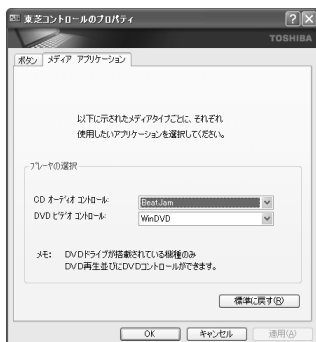 東芝コントロールのプロパティ
TOSHIBA
ボタン メディア アプリケーション
以下に示されたメディアタイプごとに、それぞれ
使用したいアプリケーションを選択してください。
プレーヤの選択
CD オーディオ コントロール: BeatJam
DVD ビデオ コントロール: WinDVD
メモ: DVDドライブが搭載されている機種のみ
DVD再生並びにDVDコントロールができます。
標準に戻す(R)
OK キャンセル 適用(A)